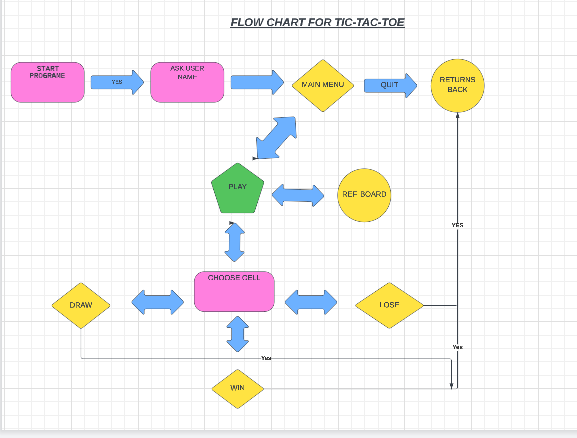 FLOW CHART FOR TIC-TAC-TOE
START
PROGRAME
YES
ASK USER
NAME
MAIN MENU
QUIT
RETURNS
BACK
PLAY
REF BOARD
YES
CHOOSE CELL
DRAW
LOSE
Yes
Yes
WIN